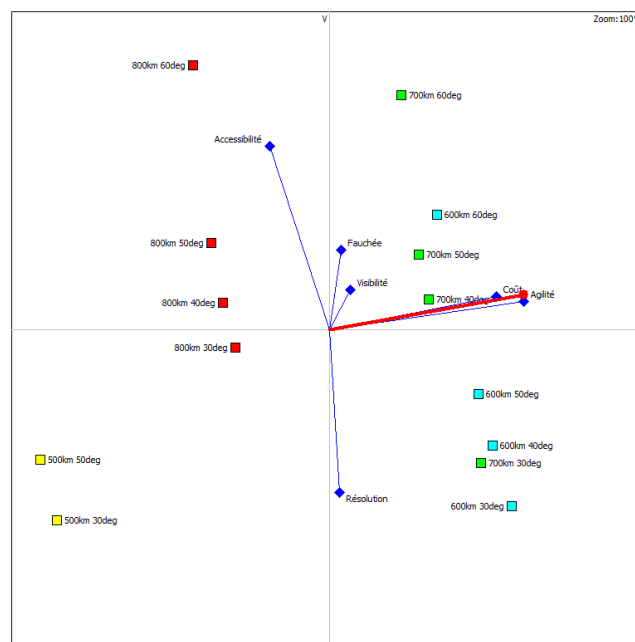 V
Zoom:100%
800km 60deg
700km 60deg
Accessibilité
600km 60deg
800km 50deg
Fauchée
700km 50deg
Visibilité
Coût
800km 40deg
700km 40deg
Agilité
800km 30deg
600km 50deg
600km 40deg
500km 50deg
700km 30deg
Résolution
600km 30deg
500km 30deg